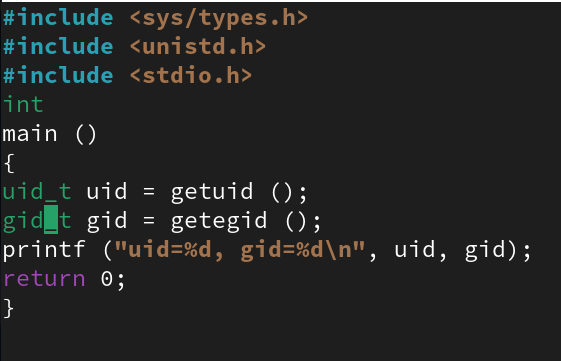 #include <sys/types.h>
#include <unistd.h>
#include <stdio.h>
int
main ()
{
uid_t uid = getuid ();
gid_t gid = getegid ();
printf ("uid=%d, gid=%d\n", uid, gid);
return 0;
}